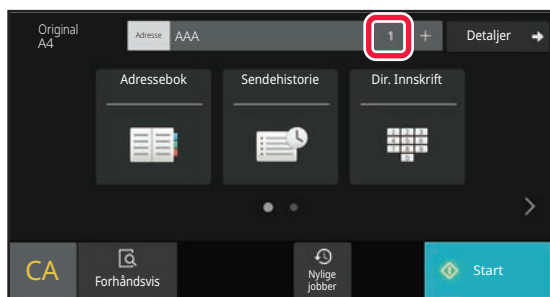 Original
A4
Adresse AAA 1 + Detaljer
Adressebok Sendehistorie Dir. Innskrift
CA Forhåndsvis Nylige jobber Start